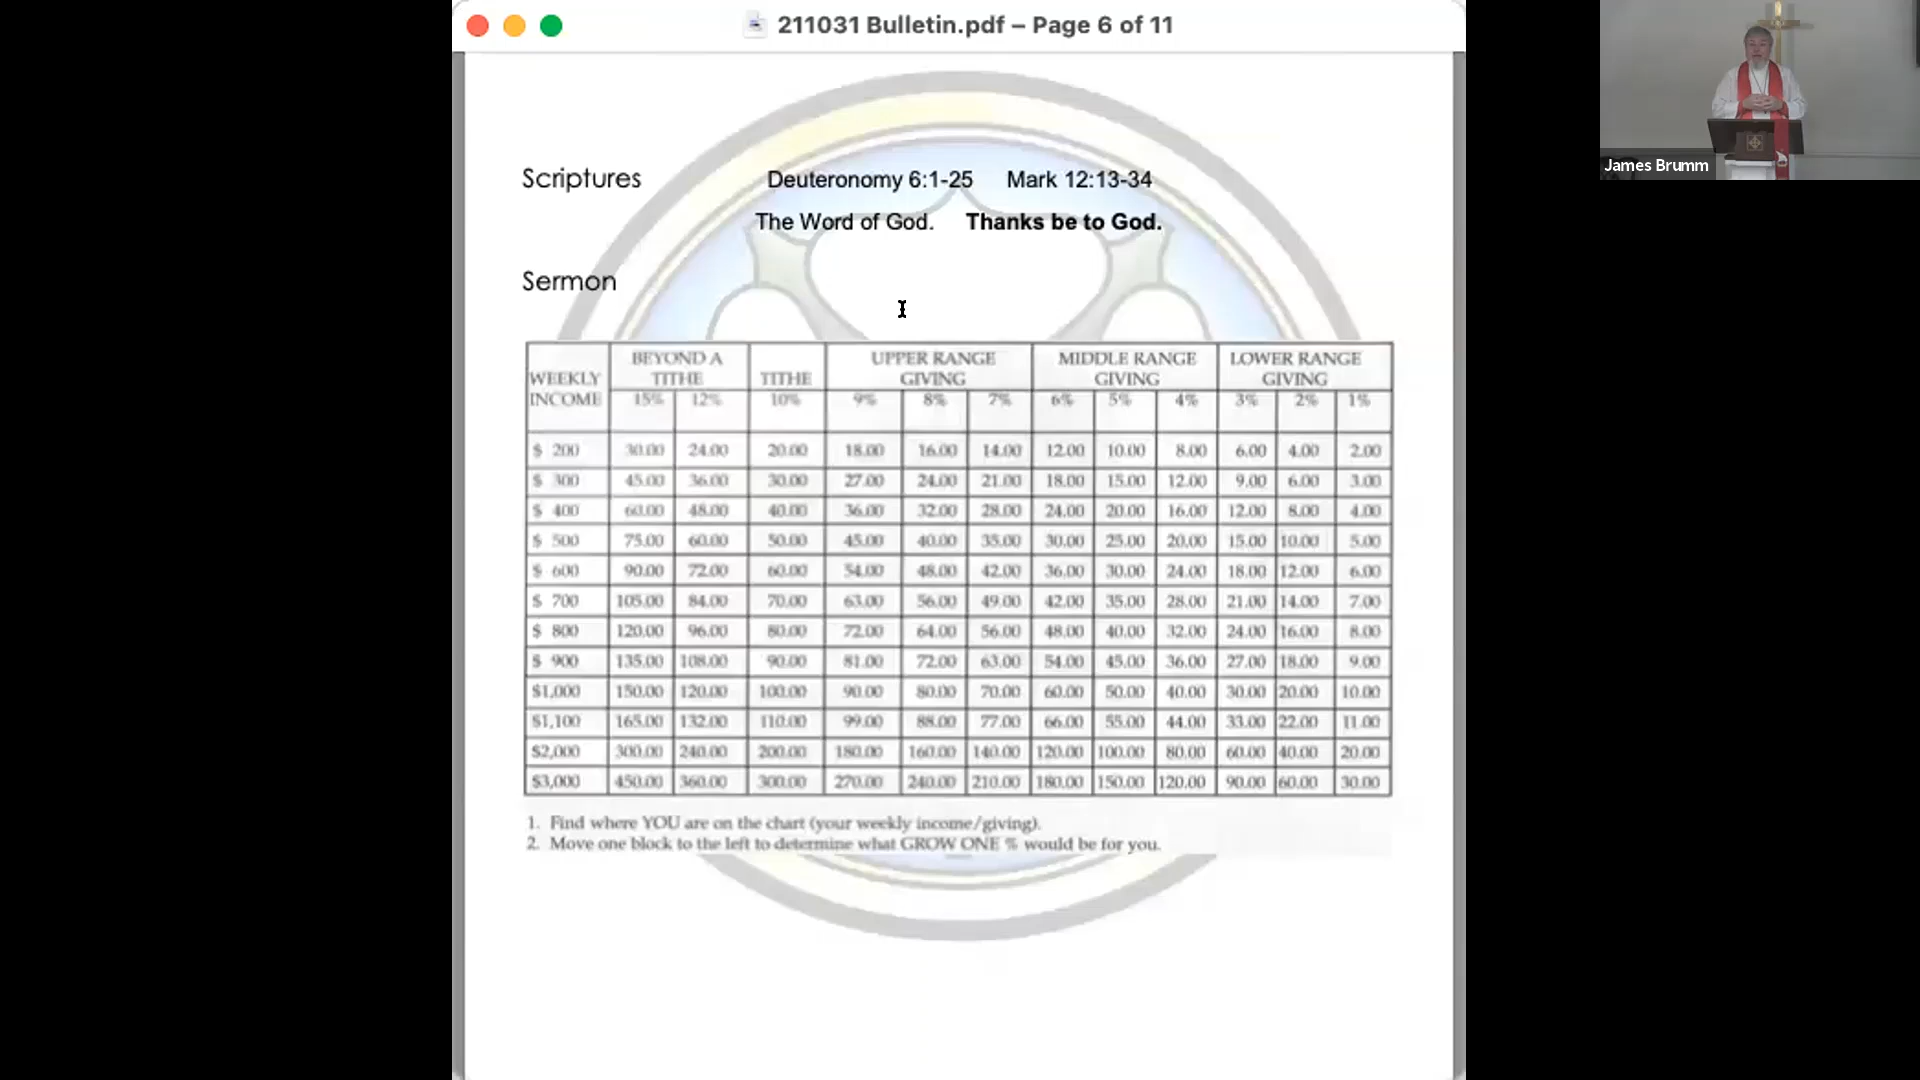 211031 Bulletin.pdf – Page 6 of 11
James Brumm
Scriptures Deuteronomy 6:1-25 Mark 12:13-34
The Word of God. Thanks be to God.
Sermon
WEEKLY INCOME BEYOND A TITHE TITHE UPPER RANGE GIVING MIDDLE RANGE GIVING LOWER RANGE GIVING
15% 12% 10% 9% 8% 7% 6% 5% 4% 3% 2% 1%
$ 200 30.00 24.00 20.00 18.00 16.00 14.00 12.00 10.00 8.00 6.00 4.00 2.00
$ 300 45.00 36.00 30.00 27.00 24.00 21.00 18.00 15.00 12.00 9.00 6.00 3.00
$ 400 60.00 48.00 40.00 36.00 32.00 28.00 24.00 20.00 16.00 12.00 8.00 4.00
$ 500 75.00 60.00 50.00 45.00 40.00 35.00 30.00 25.00 20.00 15.00 10.00 5.00
$ 600 90.00 72.00 60.00 54.00 48.00 42.00 36.00 30.00 24.00 18.00 12.00 6.00
$ 700 105.00 84.00 70.00 63.00 56.00 49.00 42.00 35.00 28.00 21.00 14.00 7.00
$ 800 120.00 96.00 80.00 72.00 64.00 56.00 48.00 40.00 32.00 24.00 16.00 8.00
$ 900 135.00 108.00 90.00 81.00 72.00 63.00 54.00 45.00 36.00 27.00 18.00 9.00
$1,000 150.00 120.00 100.00 90.00 80.00 70.00 60.00 50.00 40.00 30.00 20.00 10.00
$1,100 165.00 132.00 110.00 99.00 88.00 77.00 66.00 55.00 44.00 33.00 22.00 11.00
$2,000 300.00 240.00 200.00 180.00 160.00 140.00 120.00 100.00 80.00 60.00 40.00 20.00
$3,000 450.00 360.00 300.00 270.00 240.00 210.00 180.00 150.00 120.00 90.00 60.00 30.00
1. Find where YOU are on the chart (your weekly income/giving).
2. Move one block to the left to determine what GROW ONE % would be for you.